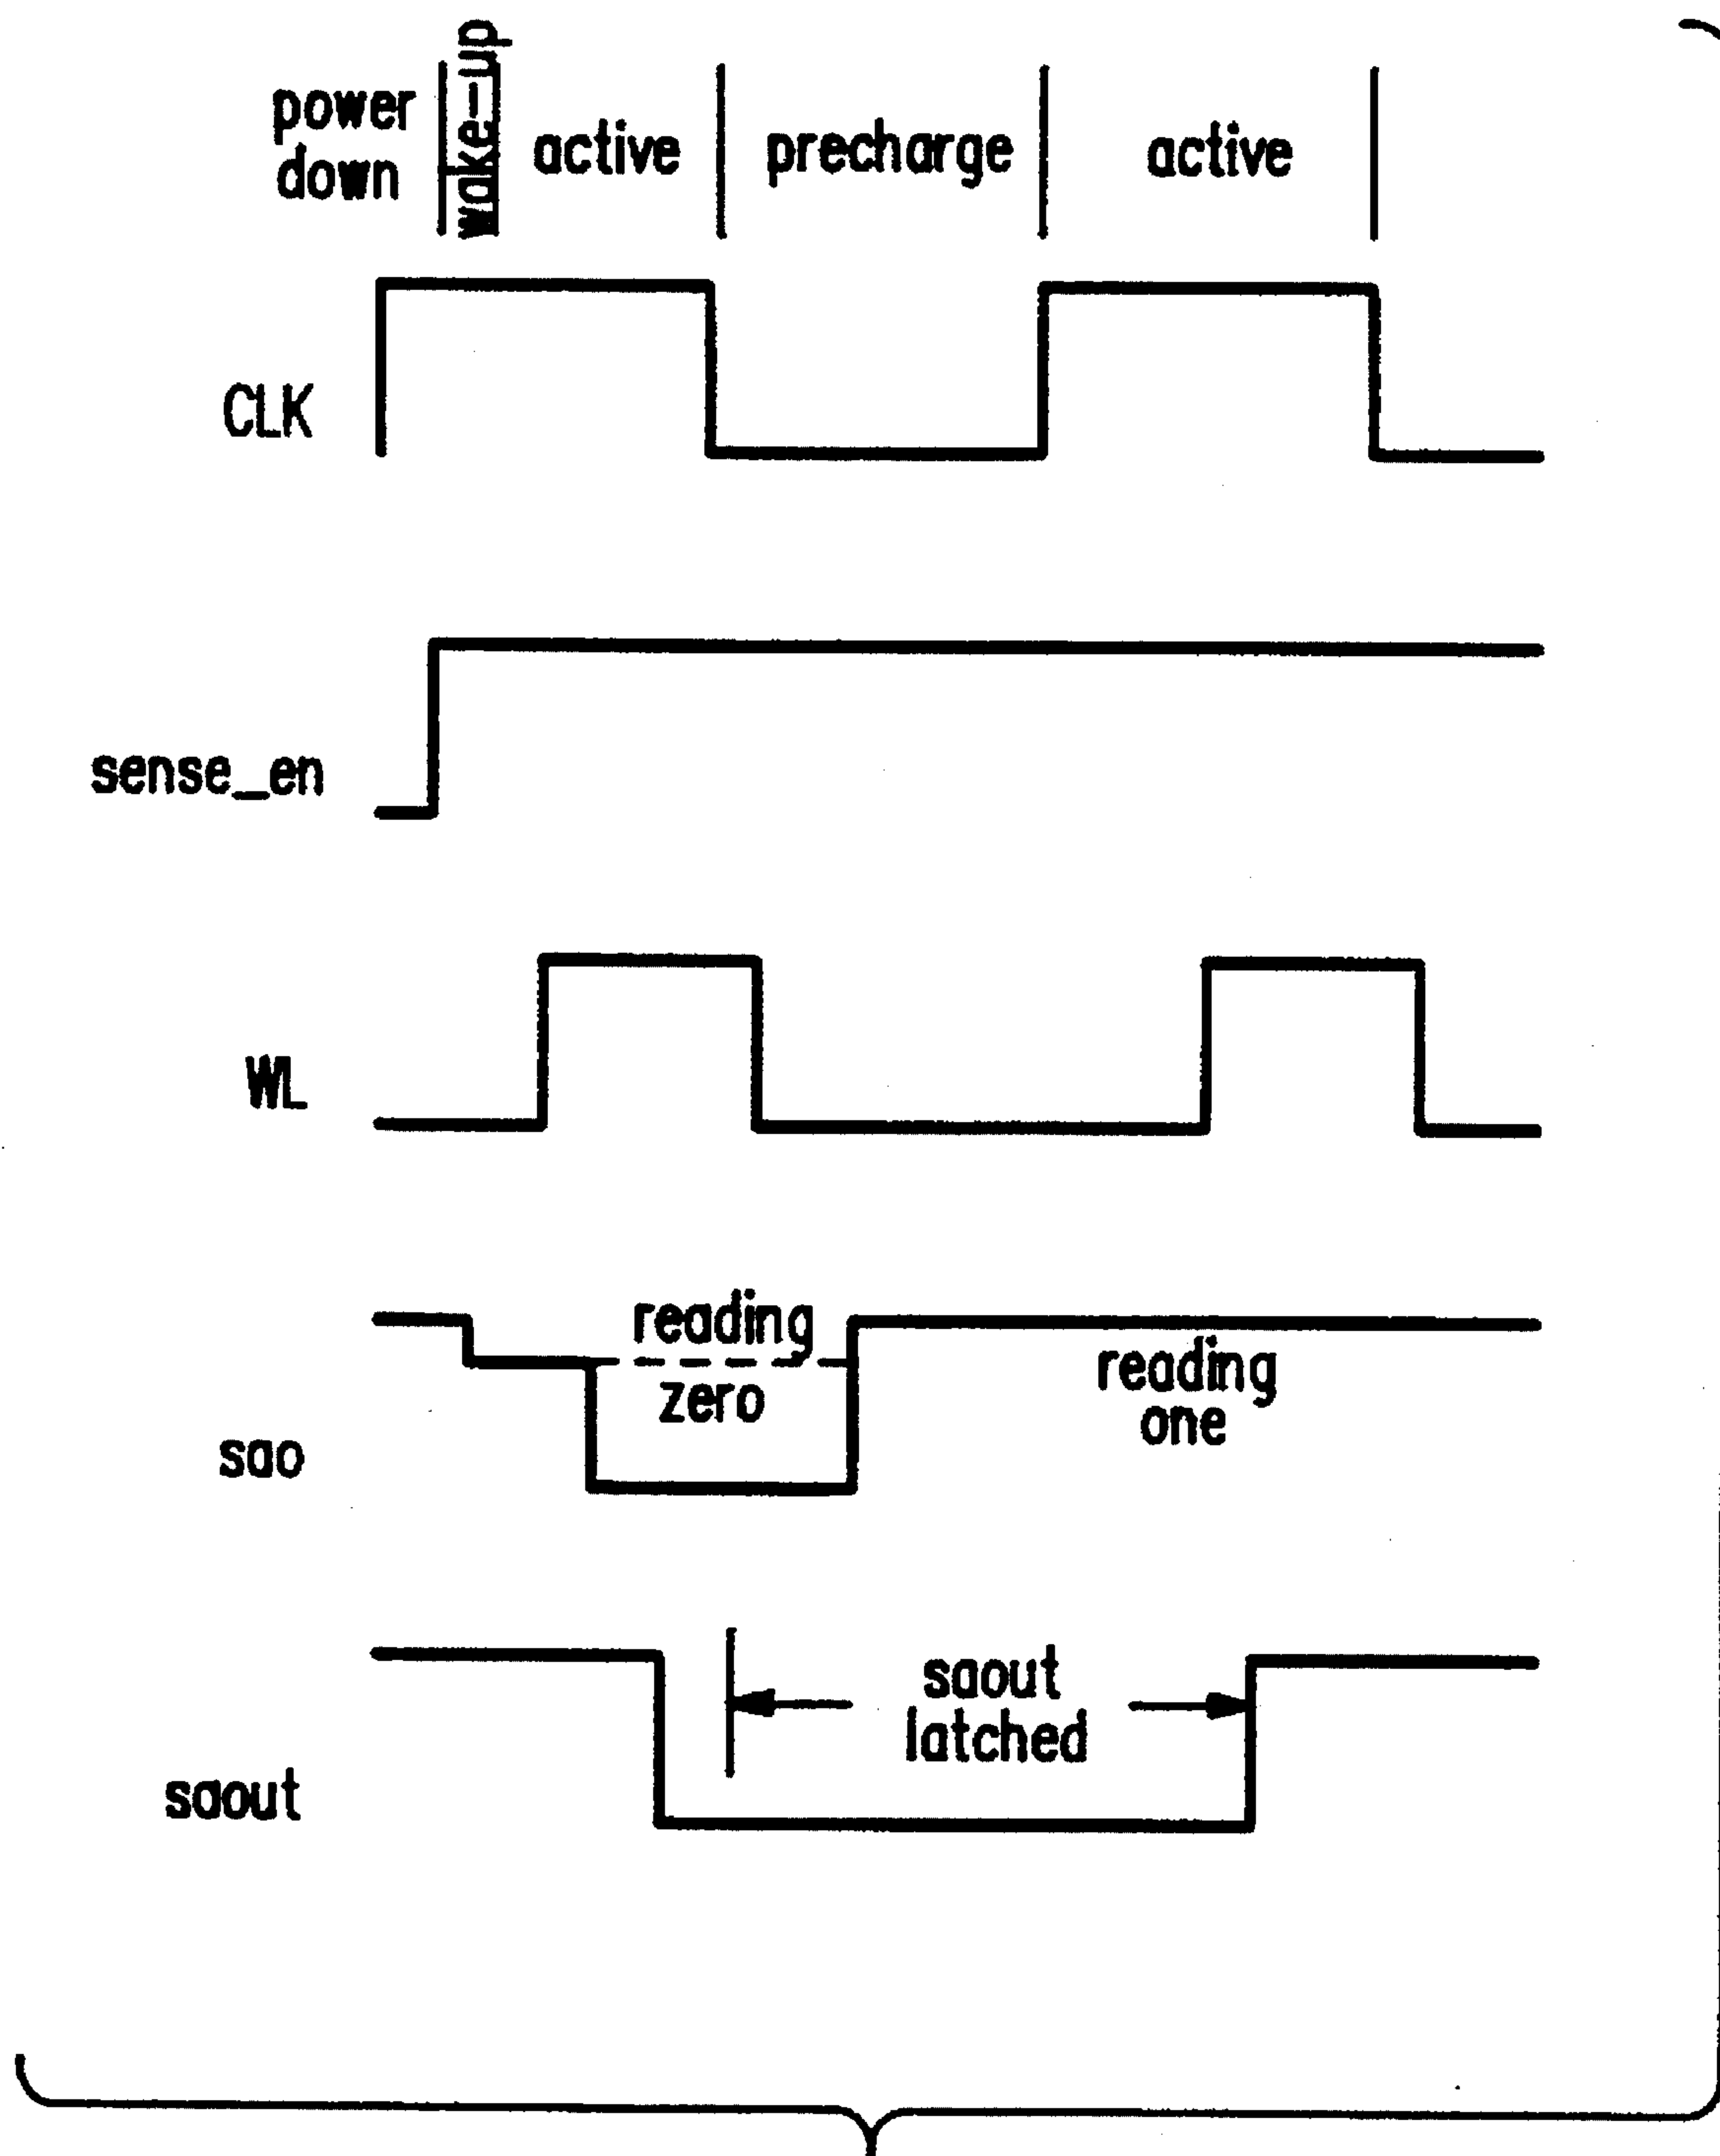 power
down
wake-up
active
precharge
active
CLK
sense_en
WL
reading
zero
reading
one
sao
saout
latched
saout